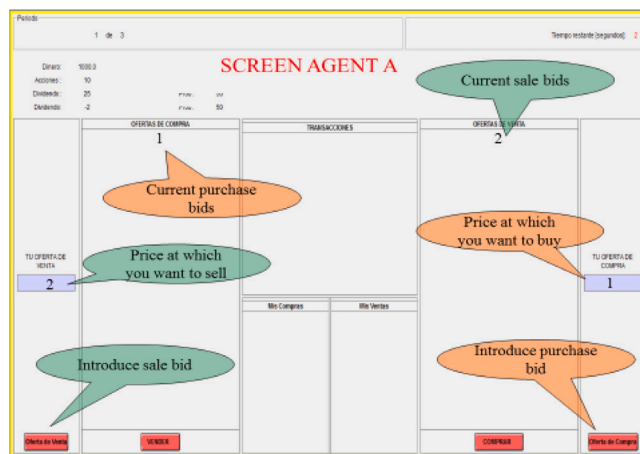 Periodo
1 de 3
Tiempo restante [segundos] 2
SCREEN AGENT A
Dinero: 1000.0
Acciones: 10
Dividendo: 25
Dividendo: -2 50
Current sale bids
OFERTAS DE COMPRA
1
TRANSACCIONES
OFERTAS DE VENTA
2
Current purchase
bids
TU OFERTA DE
VENTA
2
Price at which
you want to sell
Price at which
you want to buy
TU OFERTA DE
COMPRA
1
Mis Compras
Mis Ventas
Introduce sale bid
Introduce purchase
bid
Oferta de Venta
VENDER
COMPRAR
Oferta de Compra